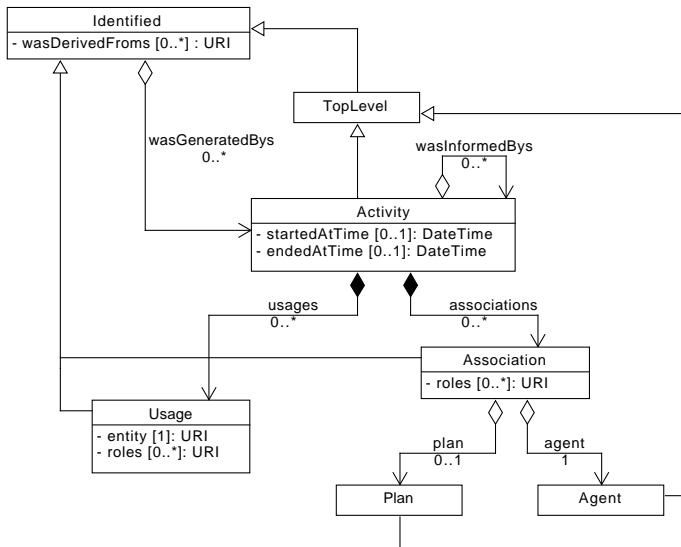 Identified
- wasDerivedFroms [0..*] : URI
TopLevel
wasGeneratedBys
0..*
wasInformedBys
0..*
Activity
- startedAtTime [0..1]: DateTime
- endedAtTime [0..1]: DateTime
usages
0..*
associations
0..*
Association
- roles [0..*]: URI
Usage
- entity [1]: URI
- roles [0..*]: URI
plan
0..1
agent
1
Plan
Agent